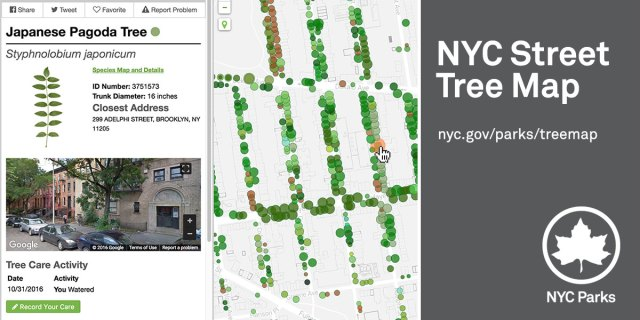 Share
Tweet
Favorite
Report Problem
Japanese Pagoda Tree
Styphnolobium japonicum
Species Map and Details
ID Number: 3751573
Trunk Diameter: 16 inches
Closest Address
299 ADELPHI STREET, BROOKLYN, NY
11205
Google
© 2016 Google
Terms of Use
Report a problem
Tree Care Activity
Date Activity
10/31/2016 You Watered
Record Your Care
NYC Street
Tree Map
nyc.gov/parks/treemap
NYC Parks